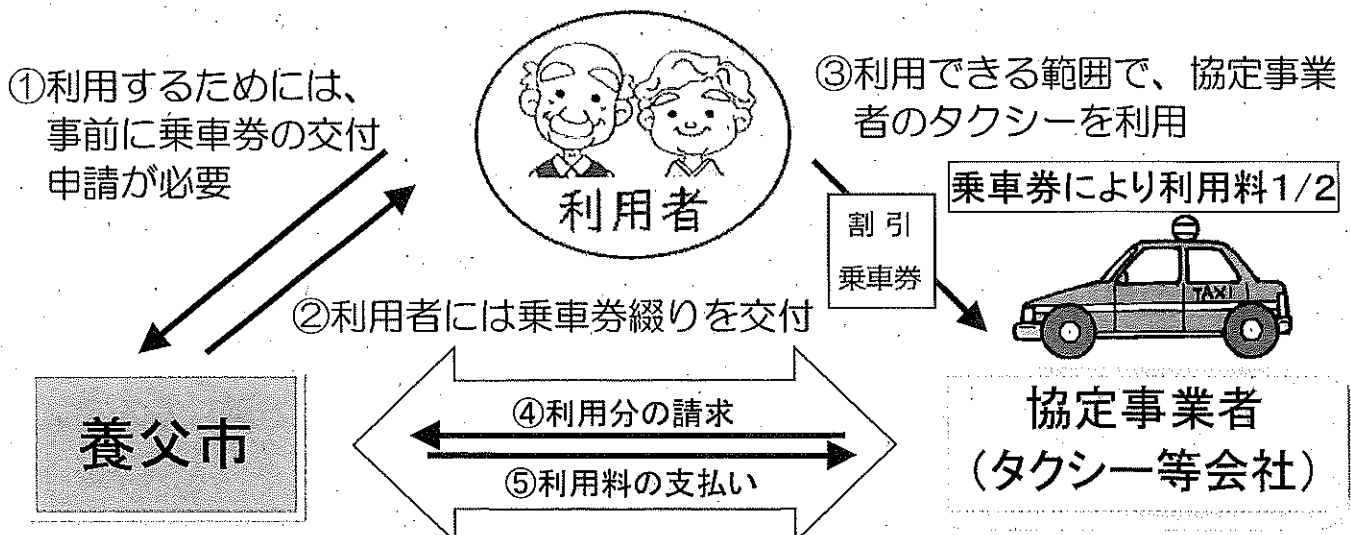 ①利用するためには、
事前に乗車券の交付
申請が必要
利用者
③利用できる範囲で、協定事業
者のタクシーを利用
乗車券により利用料1/2
割引
乗車券
TAXI
②利用者には乗車券綴りを交付
養父市
④利用分の請求
⑤利用料の支払い
協定事業者
（タクシー等会社）